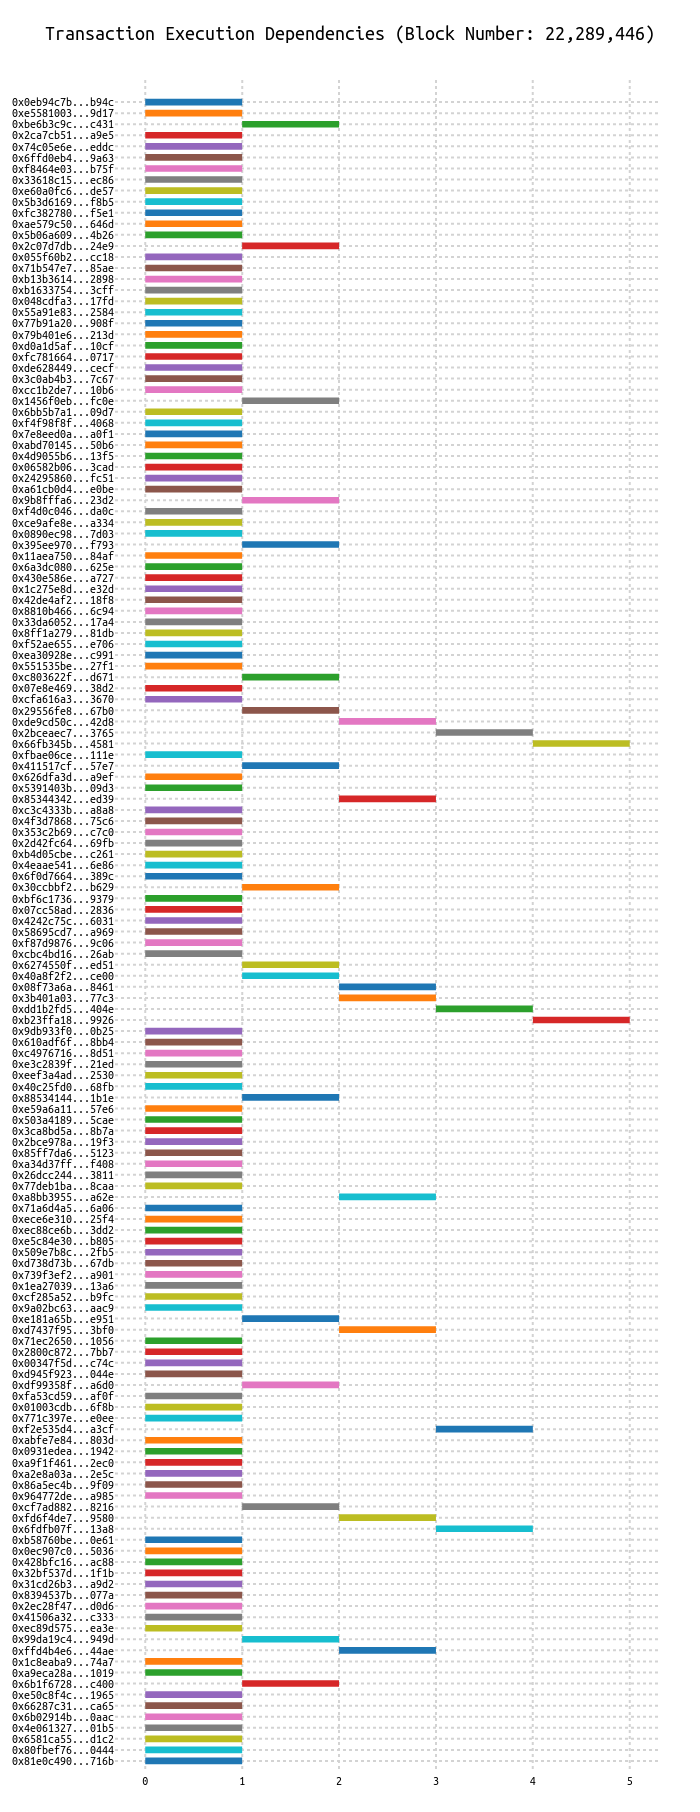 Transaction Execution Dependencies (Block Number: 22,289,446)
0x0eb94c7b...b94c
0xe5581003...9d17
0xbe6b3c9c...c431
0x2ca7cb51...a9e5
0x74c05e6e...eddc
0x6ffd0eb4...9a63
0xf8464e03...b75f
0x33618c15...ec86
0xe60a0fc6...de57
0x5b3d6169...f8b5
0xfc382780...f5e1
0xae579c50...646d
0x5b06a609...4b26
0x2c07d7db...24e9
0x055f60b2...cc18
0x71b547e7...85ae
0xb13b3614...2898
0xb1633754...3cff
0x048cdfa3...17fd
0x55a91e83...2584
0x77b91a20...908f
0x79b401e6...213d
0xd0a1d5af...10cf
0xfc781664...0717
0xde628449...cecf
0x3c0ab4b3...7c67
0xcc1b2de7...10b6
0x1456f0eb...fc0e
0x6bb5b7a1...09d7
0xf4f98f8f...4068
0x7e8eed0a...a0f1
0xabd70145...50b6
0x4d9055b6...13f5
0x06582b06...3cad
0x24295860...fc51
0xa61cb0d4...e0be
0x9b8fffa6...23d2
0xf4d0c046...da0c
0xce9afe8e...a334
0x0890ec98...7d03
0x395ee970...f793
0x11aea750...84af
0x6a3dc080...625e
0x430e586e...a727
0x1c275e8d...e32d
0x42de4af2...18f8
0x8810b466...6c94
0x33da6052...17a4
0x8ff1a279...81db
0xf52ae655...e706
0xea30928e...c991
0x551535be...27f1
0xc803622f...d671
0x07e8e469...38d2
0xcfa616a3...3670
0x29556fe8...67b0
0xde9cd50c...42d8
0x2bceaec7...3765
0x66fb345b...4581
0xfbae06ce...111e
0x411517cf...57e7
0x626dfa3d...a9ef
0x5391403b...09d3
0x85344342...ed39
0xc3c4333b...a8a8
0x4f3d7868...75c6
0x353c2b69...c7c0
0x2d42fc64...69fb
0xb4d05cbe...c261
0x4eaae541...6e86
0x6f0d7664...389c
0x30ccbbf2...b629
0xbf6c1736...9379
0x07cc58ad...2836
0x4242c75c...6031
0x58695cd7...a969
0xf87d9876...9c06
0xcbc4bd16...26ab
0x6274550f...ed51
0x40a8f2f2...ce00
0x08f73a6a...8461
0x3b401a03...77c3
0xdd1b2fd5...404e
0xb23ffa18...9926
0x9db933f0...0b25
0x610adf6f...8bb4
0xc4976716...8d51
0xe3c2839f...21ed
0xeef3a4ad...2530
0x40c25fd0...68fb
0x88534144...1b1e
0xe59a6a11...57e6
0x503a4189...5cae
0x3ca8bd5a...8b7a
0x2bce978a...19f3
0x85ff7da6...5123
0xa34d37ff...f408
0x26dcc244...3811
0x77deb1ba...8caa
0xa8bb3955...a62e
0x71a6d4a5...6a06
0xece6e310...25f4
0xec88ce6b...3dd2
0xe5c84e30...b805
0x509e7b8c...2fb5
0xd738d73b...67db
0x739f3ef2...a901
0x1ea27039...13a6
0xcf285a52...b9fc
0x9a02bc63...aac9
0xe181a65b...e951
0xd7437f95...3bf0
0x71ec2650...1056
0x2800c872...7bb7
0x00347f5d...c74c
0xd945f923...044e
0xdf99358f...a6d0
0xfa53cd59...af0f
0x01003cdb...6f8b
0x771c397e...e0ee
0xf2e535d4...a3cf
0xabfe7e84...803d
0x0931edea...1942
0xa9f1f461...2ec0
0xa2e8a03a...2e5c
0x86a5ec4b...9f09
0x964772de...a985
0xcf7ad882...8216
0xfd6f4de7...9580
0x6fdfb07f...13a8
0xb58760be...0e61
0x0ec907c0...5036
0x428bfc16...ac88
0x32bf537d...1f1b
0x31cd26b3...a9d2
0x8394537b...077a
0x2ec28f47...d0d6
0x41506a32...c333
0xec89d575...ea3e
0x99da19c4...949d
0xffd4b4e6...44ae
0x1c8eaba9...74a7
0xa9eca28a...1019
0x6b1f6728...c400
0xe50c8f4c...1965
0x66287c31...ca65
0x6b02914b...0aac
0x4e061327...01b5
0x6581ca55...d1c2
0x80fbef76...0444
0x81e0c490...716b
0 1 2 3 4 5